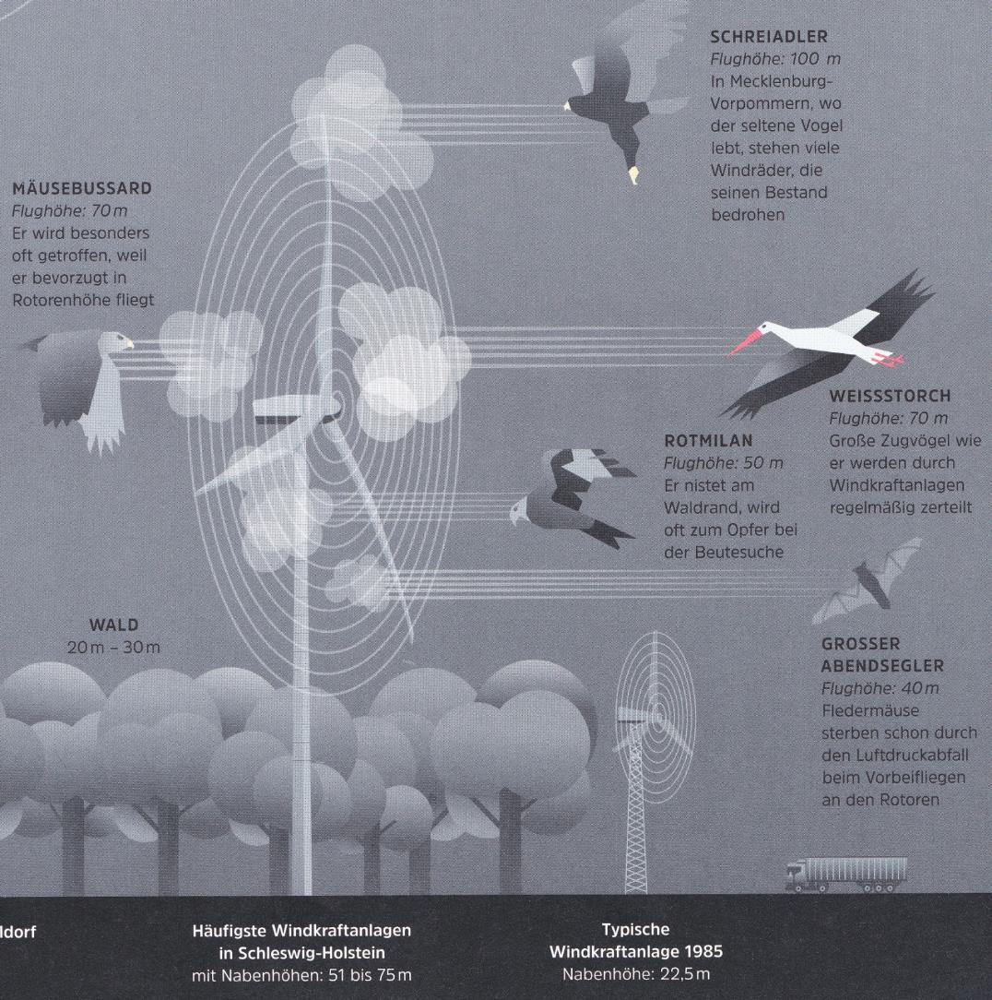 SCHREIADLER
Flughöhe: 100 m
In Mecklenburg-
Vorpommern, wo
der seltene Vogel
lebt, stehen viele
Windräder, die
seinen Bestand
bedrohen
MÄUSEBUSSARD
Flughöhe: 70 m
Er wird besonders
oft getroffen, weil
er bevorzugt in
Rotorenhöhe fliegt
WEISSSTORCH
Flughöhe: 70 m
Große Zugvögel wie
er werden durch
Windkraftanlagen
regelmäßig zerteilt
ROTMILAN
Flughöhe: 50 m
Er nistet am
Waldrand, wird
oft zum Opfer bei
der Beutesuche
WALD
20 m – 30 m
GROSSER
ABENDSEGLER
Flughöhe: 40 m
Fledermäuse
sterben schon durch
den Luftdruckabfall
beim Vorbeifliegen
an den Rotoren
ldorf
Häufigste Windkraftanlagen
in Schleswig-Holstein
mit Nabenhöhen: 51 bis 75 m
Typische
Windkraftanlage 1985
Nabenhöhe: 22,5 m